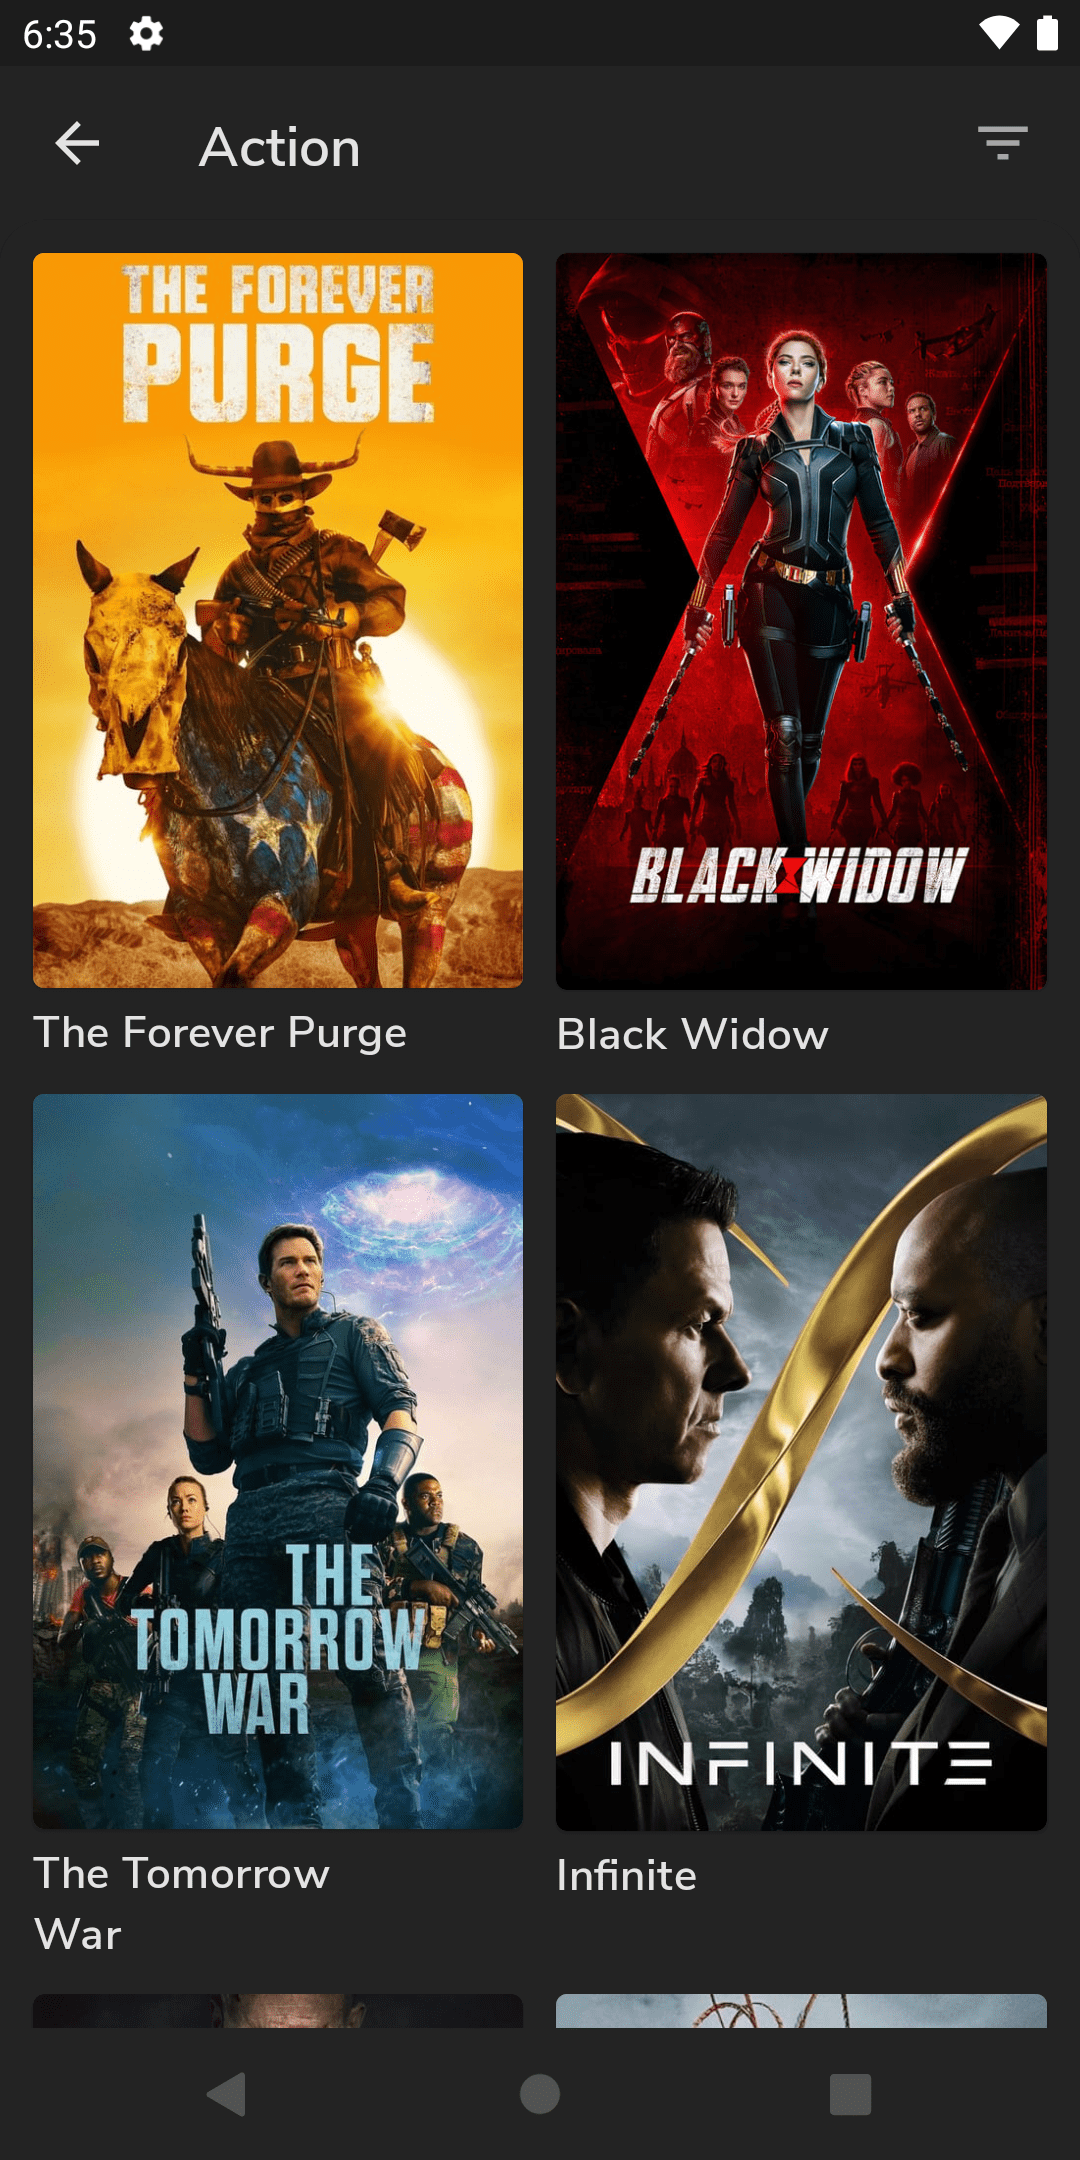 6:35
Action
THE FOREVER
PURGE
BLACK WIDOW
The Forever Purge
Black Widow
THE
TOMORROW
WAR
INFINITE
The Tomorrow
War
Infinite